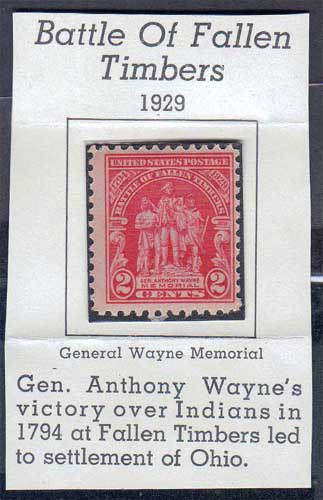 Battle Of Fallen
Timbers
1929
UNITED STATES POSTAGE
1794 1929
BATTLE OF FALLEN TIMBERS
GEN. ANTHONY WAYNE
MEMORIAL
2 CENTS 2
General Wayne Memorial
Gen. Anthony Wayne's
victory over Indians in
1794 at Fallen Timbers led
to settlement of Ohio.